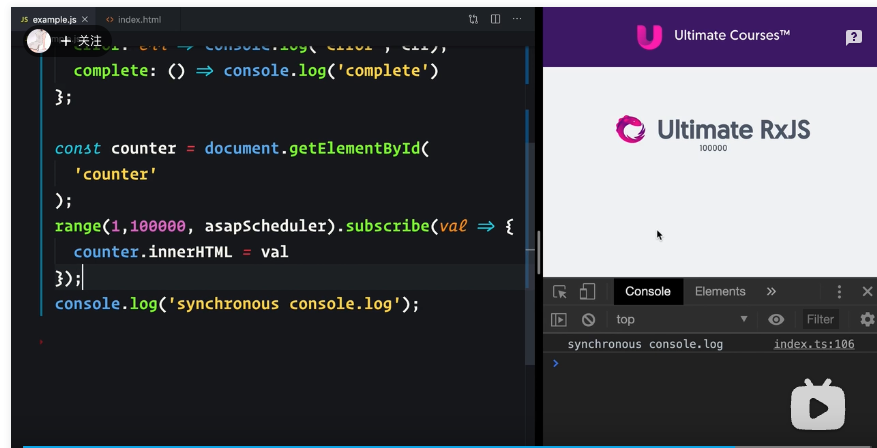 JS example.js × <> index.html
+ 关注
error: err => console.log('error', err),
complete: () => console.log('complete')
};
const counter = document.getElementById(
'counter'
);
range(1,100000, asapScheduler).subscribe(val => {
counter.innerHTML = val
});
console.log('synchronous console.log');
Ultimate Courses™
Ultimate RxJS
100000
Console Elements »
top Filter
synchronous console.log index.ts:106